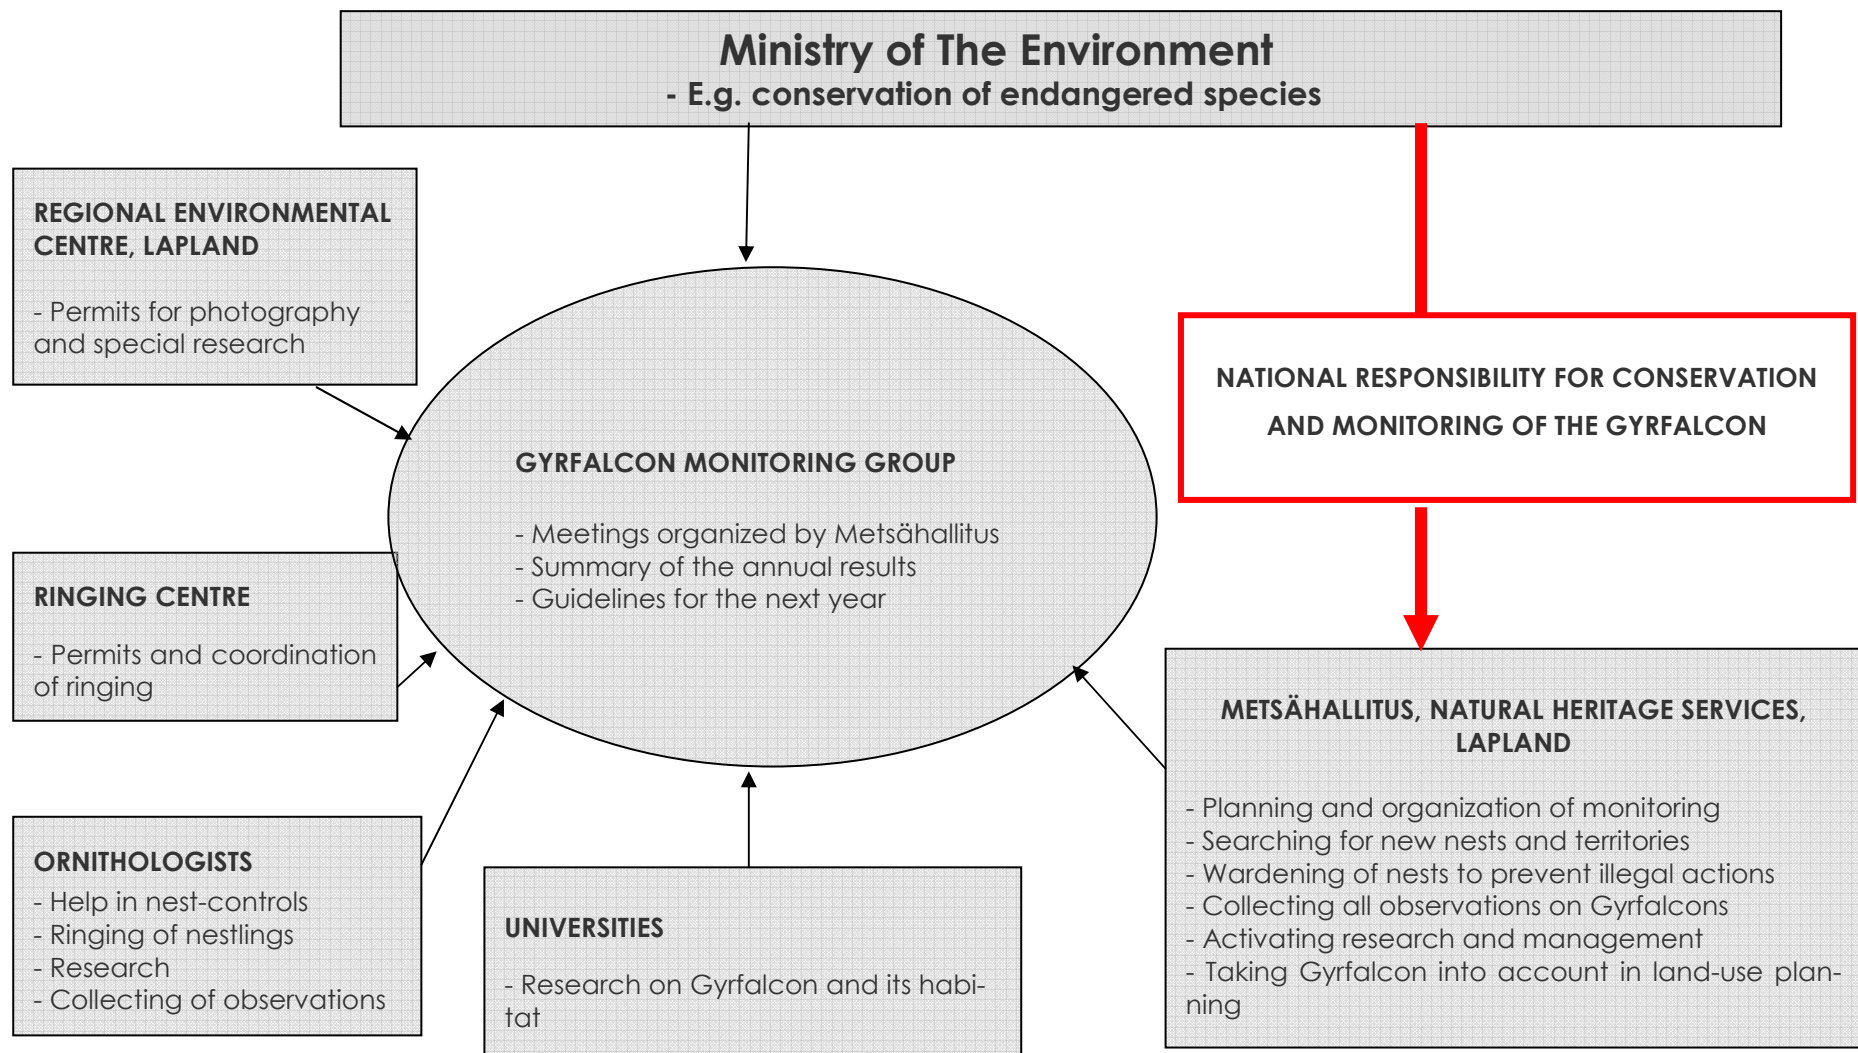 Ministry of The Environment
- E.g. conservation of endangered species
REGIONAL ENVIRONMENTAL
CENTRE, LAPLAND
- Permits for photography
and special research
NATIONAL RESPONSIBILITY FOR CONSERVATION
AND MONITORING OF THE GYRFALCON
GYRFALCON MONITORING GROUP
- Meetings organized by Metsähallitus
- Summary of the annual results
- Guidelines for the next year
RINGING CENTRE
- Permits and coordination
of ringing
METSÄHALLITUS, NATURAL HERITAGE SERVICES,
LAPLAND
- Planning and organization of monitoring
- Searching for new nests and territories
- Wardening of nests to prevent illegal actions
- Collecting all observations on Gyrfalcons
- Activating research and management
- Taking Gyrfalcon into account in land-use plan-
ning
ORNITHOLOGISTS
- Help in nest-controls
- Ringing of nestlings
- Research
- Collecting of observations
UNIVERSITIES
- Research on Gyrfalcon and its habi-
tat